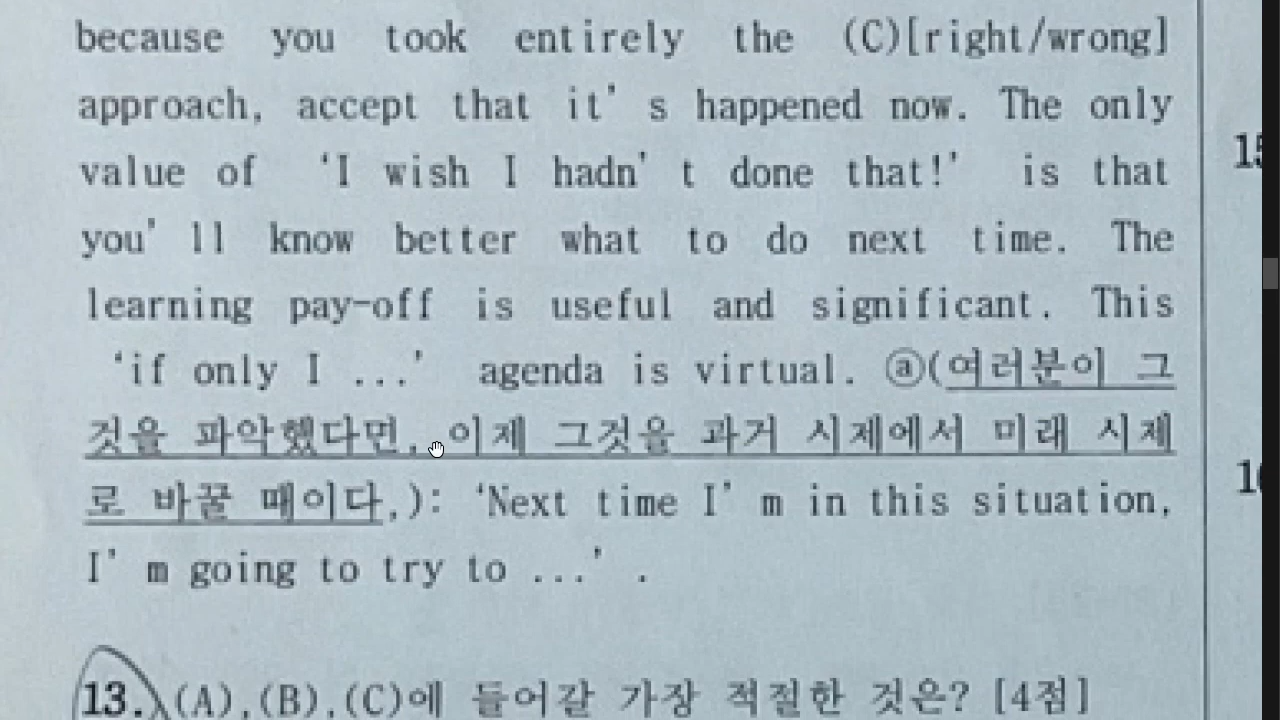 because you took entirely the (C)[right/wrong]
approach, accept that it's happened now. The only
value of 'I wish I hadn't done that!' is that
you'll know better what to do next time. The
learning pay-off is useful and significant. This
'if only I ...' agenda is virtual. ⓐ(여러분이 그
것을 파악했다면, 이제 그것을 과거 시제에서 미래 시제
로 바꿀 때이다.): 'Next time I'm in this situation,
I'm going to try to ...'.
13. (A), (B), (C)에 들어갈 가장 적절한 것은? [4점]